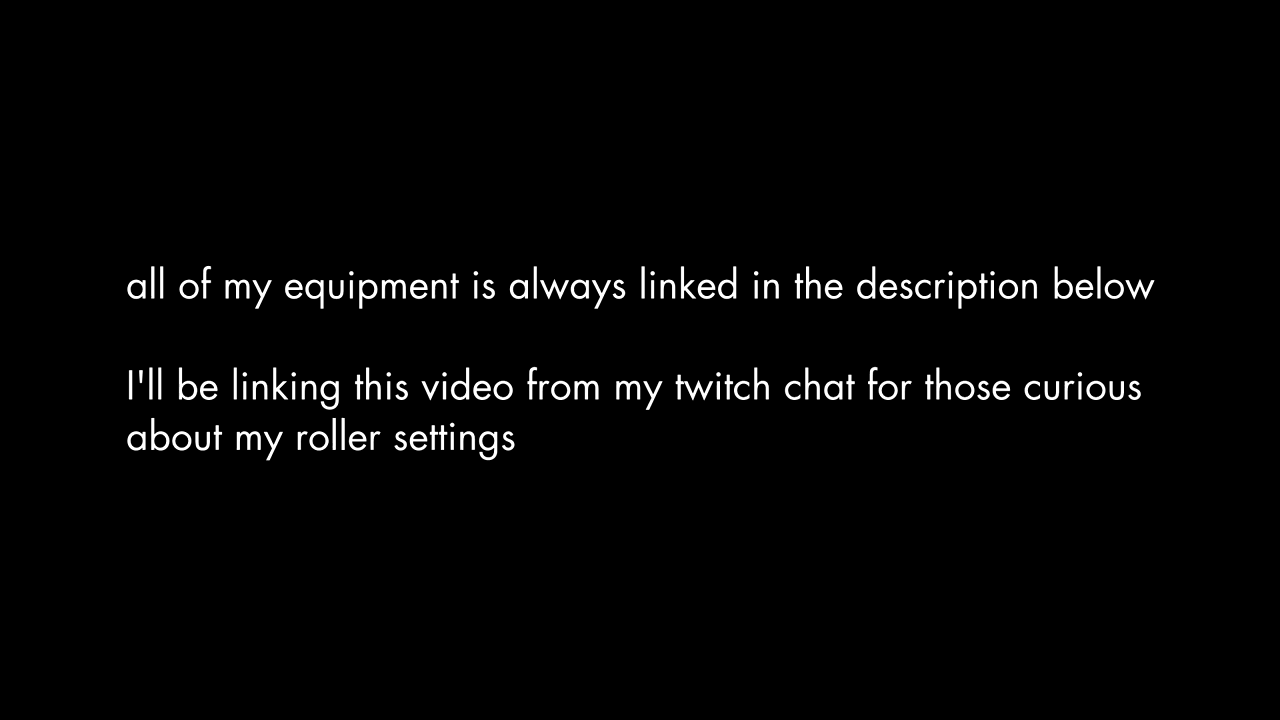 all of my equipment is always linked in the description below
I'll be linking this video from my twitch chat for those curious
about my roller settings